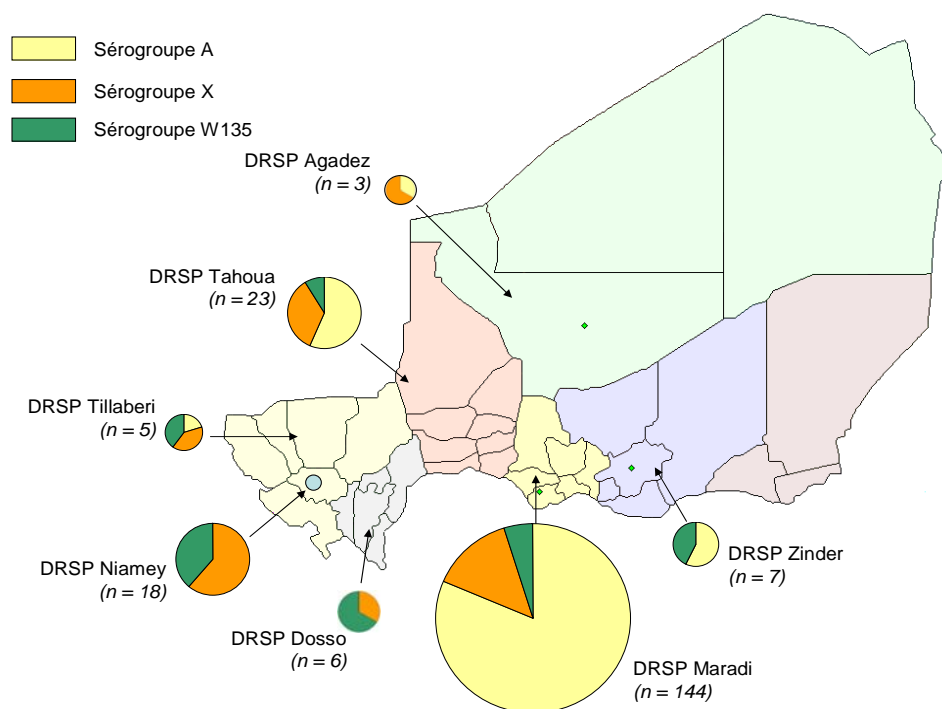 Sérogroupe A
Sérogroupe X
Sérogroupe W135
DRSP Agadez
(n = 3)
DRSP Tahoua
(n = 23)
DRSP Tillaberi
(n = 5)
DRSP Niamey
(n = 18)
DRSP Dosso
(n = 6)
DRSP Zinder
(n = 7)
DRSP Maradi
(n = 144)